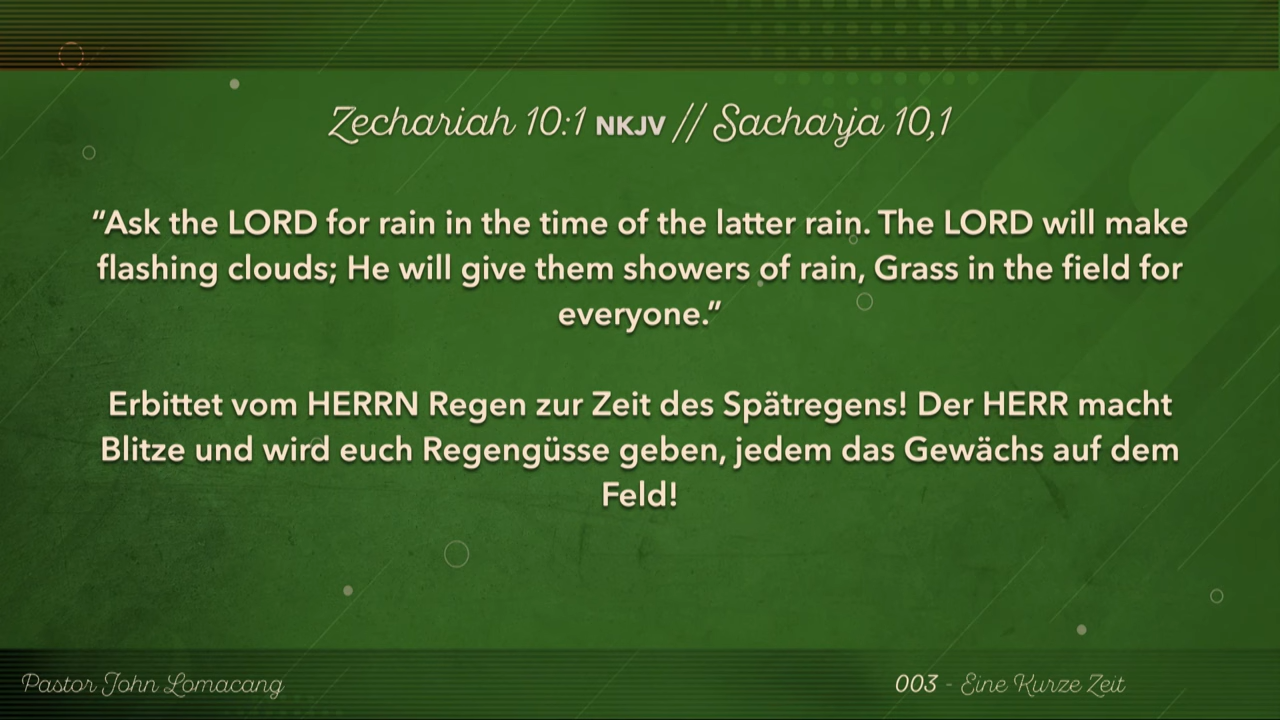 Zechariah 10:1 NKJV // Sacharja 10,1
“Ask the LORD for rain in the time of the latter rain. The LORD will make
flashing clouds; He will give them showers of rain, Grass in the field for
everyone.”
Erbittet vom HERRN Regen zur Zeit des Spätregens! Der HERR macht
Blitze und wird euch Regengüsse geben, jedem das Gewächs auf dem
Feld!
Pastor John Lomacang
003 - Eine Kurze Zeit